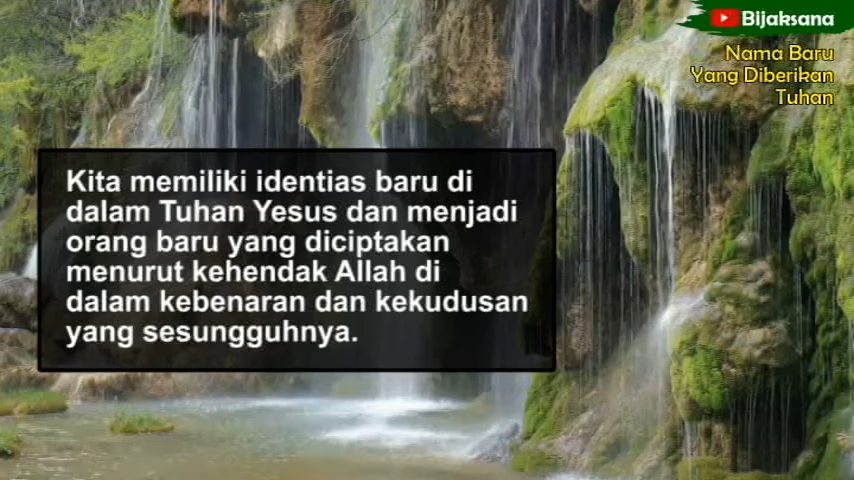 Bijaksana
Nama Baru
Yang Diberikan
Tuhan
Kita memiliki identias baru di
dalam Tuhan Yesus dan menjadi
orang baru yang diciptakan
menurut kehendak Allah di
dalam kebenaran dan kekudusan
yang sesungguhnya.